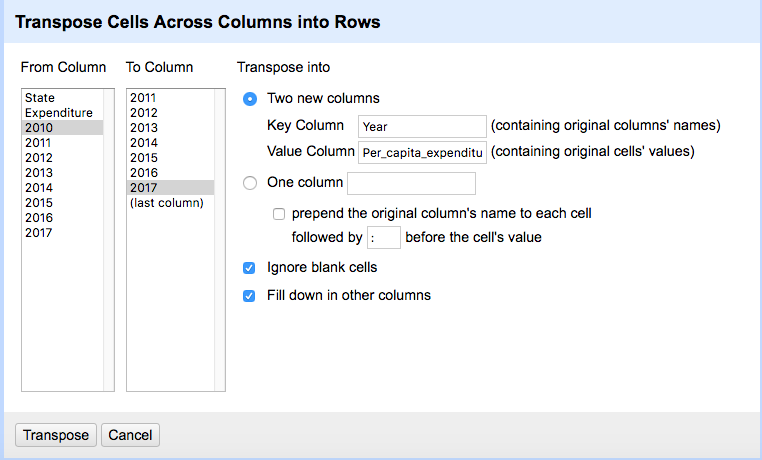 Transpose Cells Across Columns into Rows
From Column To Column Transpose into
State
Expenditure
2010
2011
2012
2013
2014
2015
2016
2017
2011
2012
2013
2014
2015
2016
2017
(last column)
Two new columns
Key Column Year (containing original columns' names)
Value Column Per_capita_expenditu (containing original cells' values)
One column
prepend the original column's name to each cell
followed by : before the cell's value
Ignore blank cells
Fill down in other columns
Transpose Cancel